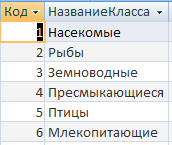 Код НазваниеКласса
1 Насекомые
2 Рыбы
3 Земноводные
4 Пресмыкающиеся
5 Птицы
6 Млекопитающие